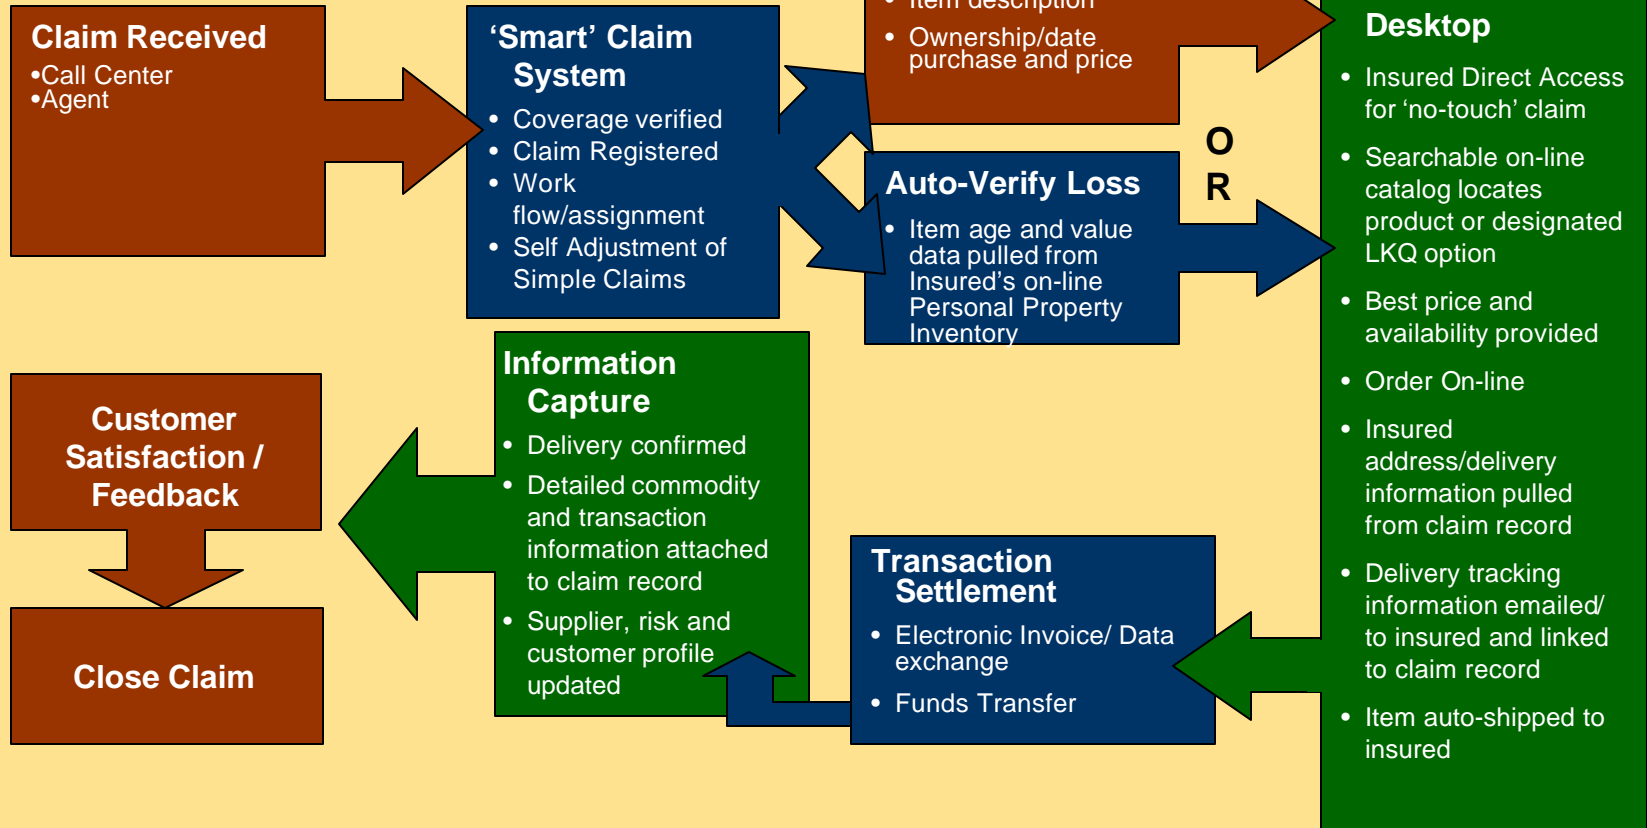 Claim Received
•Call Center
•Agent
‘Smart’ Claim
System
• Coverage verified
• Claim Registered
• Work
flow/assignment
• Self Adjustment of
Simple Claims
• Item description
• Ownership/date
purchase and price
O
R
Auto-Verify Loss
• Item age and value
data pulled from
Insured’s on-line
Personal Property
Inventory
Desktop
• Insured Direct Access
for ‘no-touch’ claim
• Searchable on-line
catalog locates
product or designated
LKQ option
• Best price and
availability provided
• Order On-line
• Insured
address/delivery
information pulled
from claim record
• Delivery tracking
information emailed/
to insured and linked
to claim record
• Item auto-shipped to
insured
Transaction
Settlement
• Electronic Invoice/ Data
exchange
• Funds Transfer
Information
Capture
• Delivery confirmed
• Detailed commodity
and transaction
information attached
to claim record
• Supplier, risk and
customer profile
updated
Customer
Satisfaction /
Feedback
Close Claim